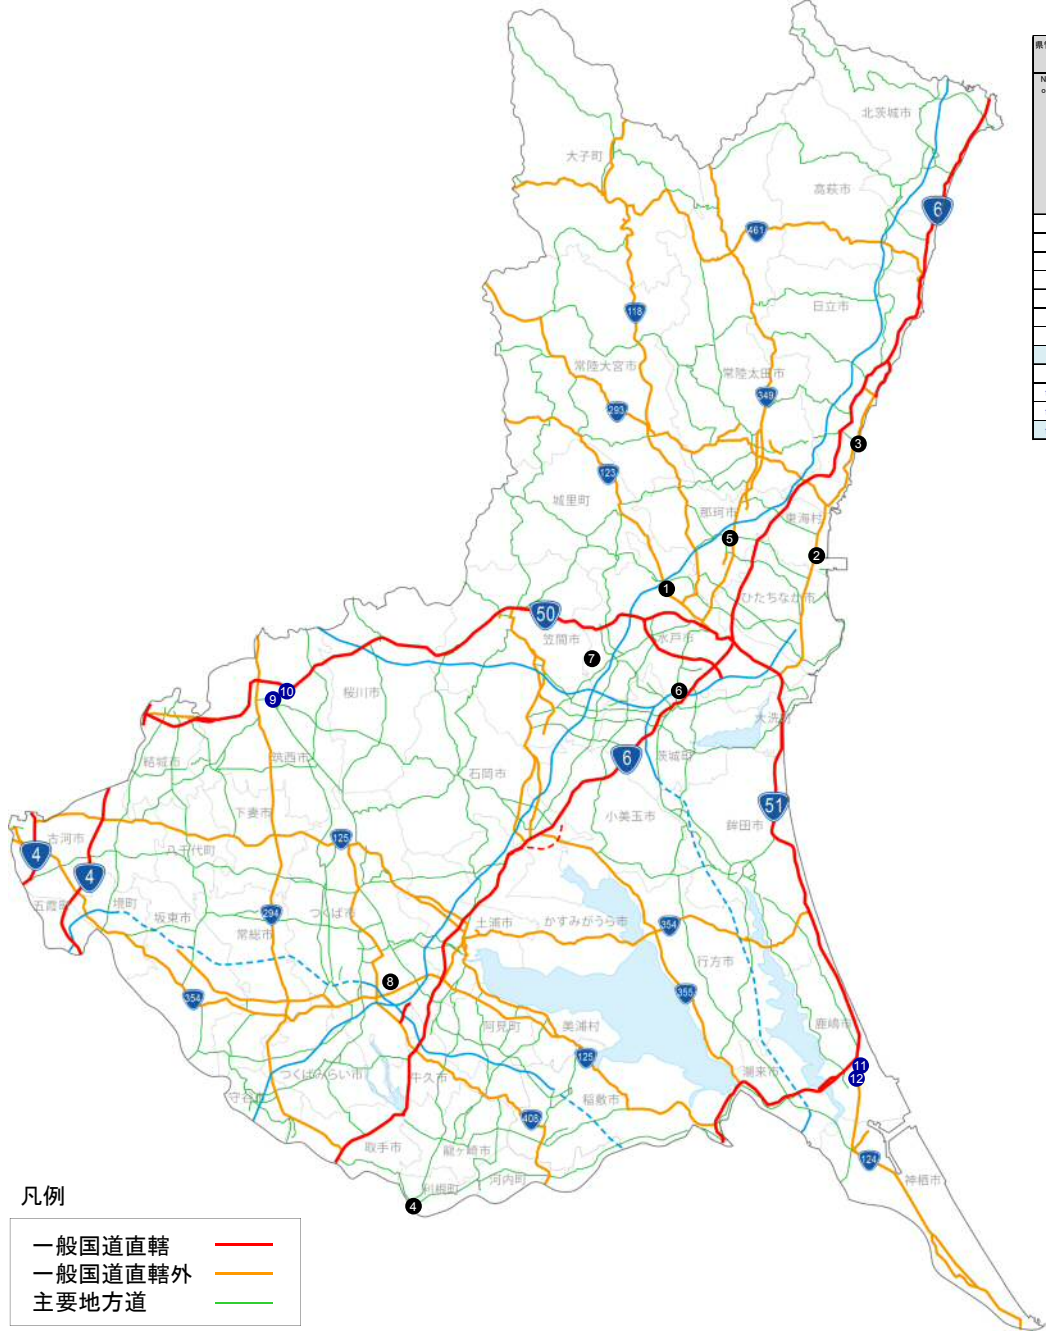 県
N
o
北茨城市
大子町
高萩市
6
461
118
日立市
常陸大宮市
常陸太田市
349
293
3
123
城里町
那珂市
東海村
5
2
1
ひたちなか市
50
笠間市
水戸市
7
6
10
9
桜川市
大洗町
結城市
筑西市
石岡市
6
茨城町
下妻市
小美玉市
51
鉾田市
古河市
4
125
八千代町
4
五霞町
境町
坂東市
294
つくば市
土浦市
かすみがうら市
354
常総市
行方市
8
354
355
阿見町
美浦村
鹿嶋市
125
潮来市
11
12
つくばみらい市
牛久市
守谷市
稲敷市
408
取手市
龍ヶ崎市
124
河内町
神栖市
利根町
4
凡例
一般国道直轄
一般国道直轄外
主要地方道